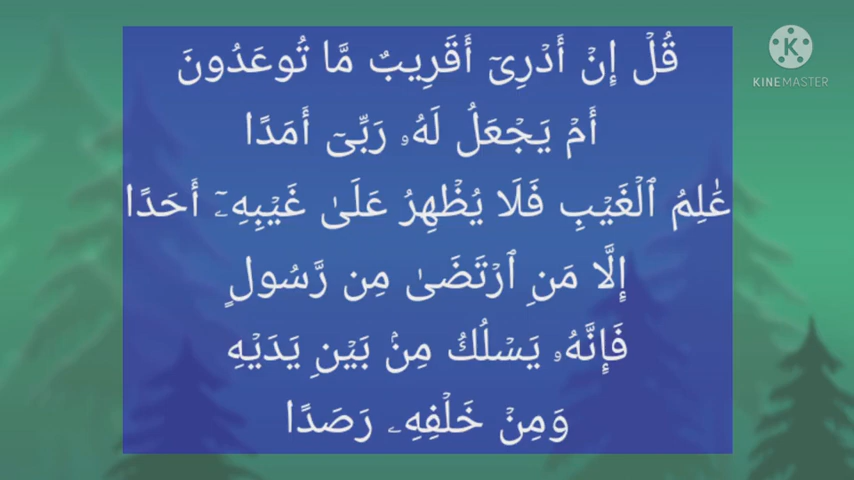 قُلۡ إِنۡ أَدۡرِىٓ أَقَرِيبٌ مَّا تُوعَدُونَ
أَمۡ يَجۡعَلُ لَهُۥ رَبِّىٓ أَمَدًا
عَٰلِمُ ٱلۡغَيۡبِ فَلَا يُظۡهِرُ عَلَىٰ غَيۡبِهِۦٓ أَحَدًا
إِلَّا مَنِ ٱرۡتَضَىٰ مِن رَّسُولٍ
فَإِنَّهُۥ يَسۡلُكُ مِنۢ بَيۡنِ يَدَيۡهِ
وَمِنۡ خَلۡفِهِۦ رَصَدًا
K
KINEMASTER